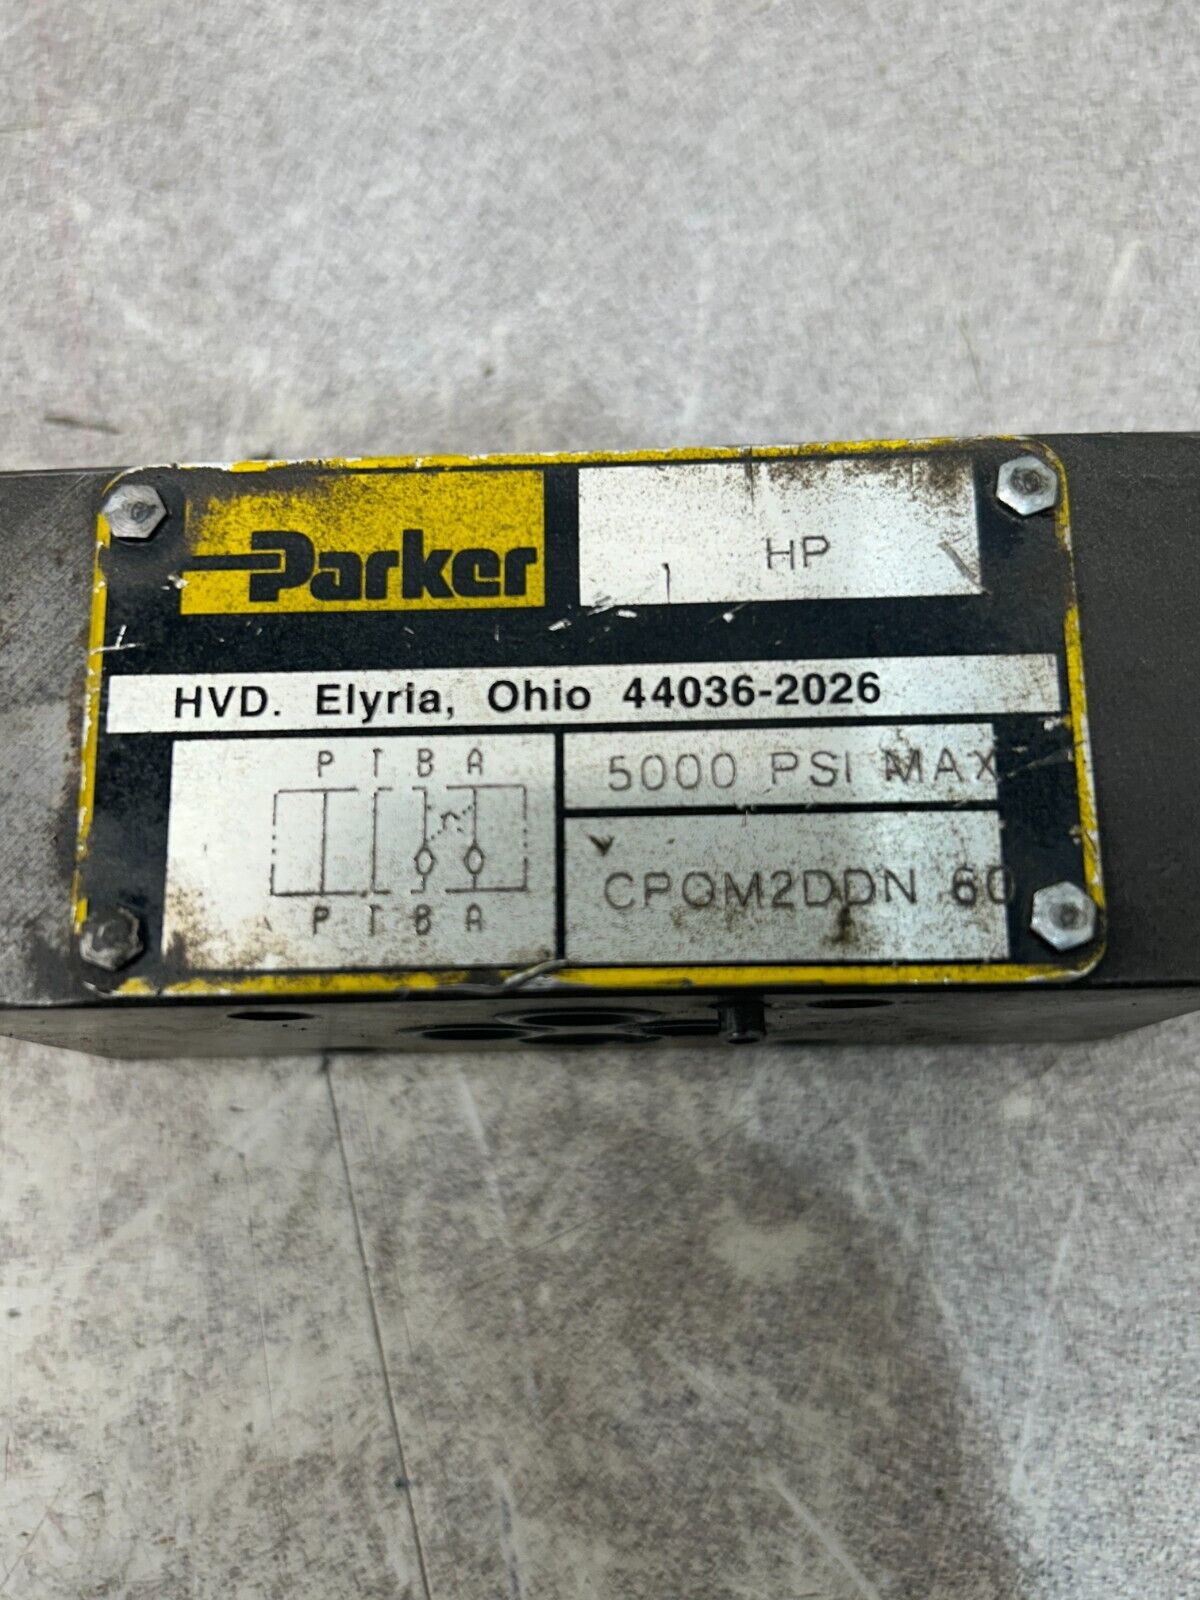 Parker
HP
HVD. Elyria, Ohio 44036-2026
P T B A
P T B A
5000 PSI MAX
CPOM2DDN 60